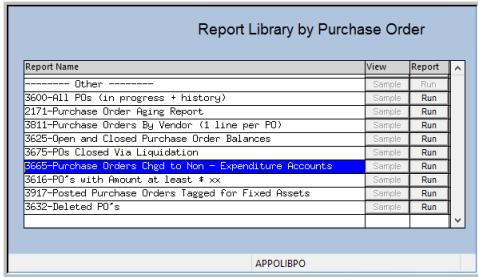 Report Library by Purchase Order
Report Name View Report
-------- Other -------- Sample Run
3600-All POs (in progress + history) Sample Run
2171-Purchase Order Aging Report Sample Run
3811-Purchase Orders By Vendor (1 line per PO) Sample Run
3625-Open and Closed Purchase Order Balances Sample Run
3675-POs Closed Via Liquidation Sample Run
3665-Purchase Orders Chgd to Non - Expenditure Accounts Sample Run
3616-PO's with Amount at least $ xx Sample Run
3917-Posted Purchase Orders Tagged for Fixed Assets Sample Run
3632-Deleted PO's Sample Run
APPOLIBPO